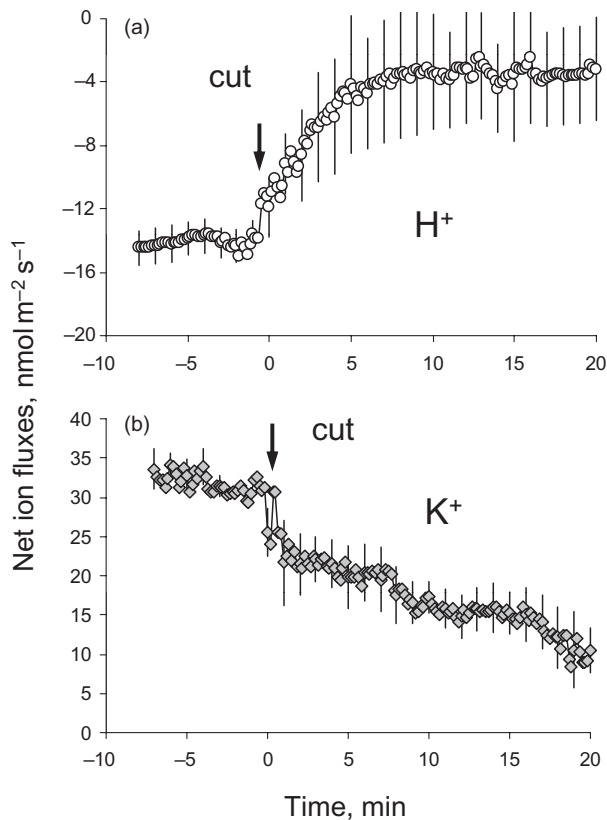 (a)
cut
H⁺
0
–4
–8
–12
–16
–20
–10 –5 0 5 10 15 20
Net ion fluxes, nmol m⁻² s⁻¹
(b)
cut
K⁺
40
35
30
25
20
15
10
5
0
–10 –5 0 5 10 15 20
Time, min